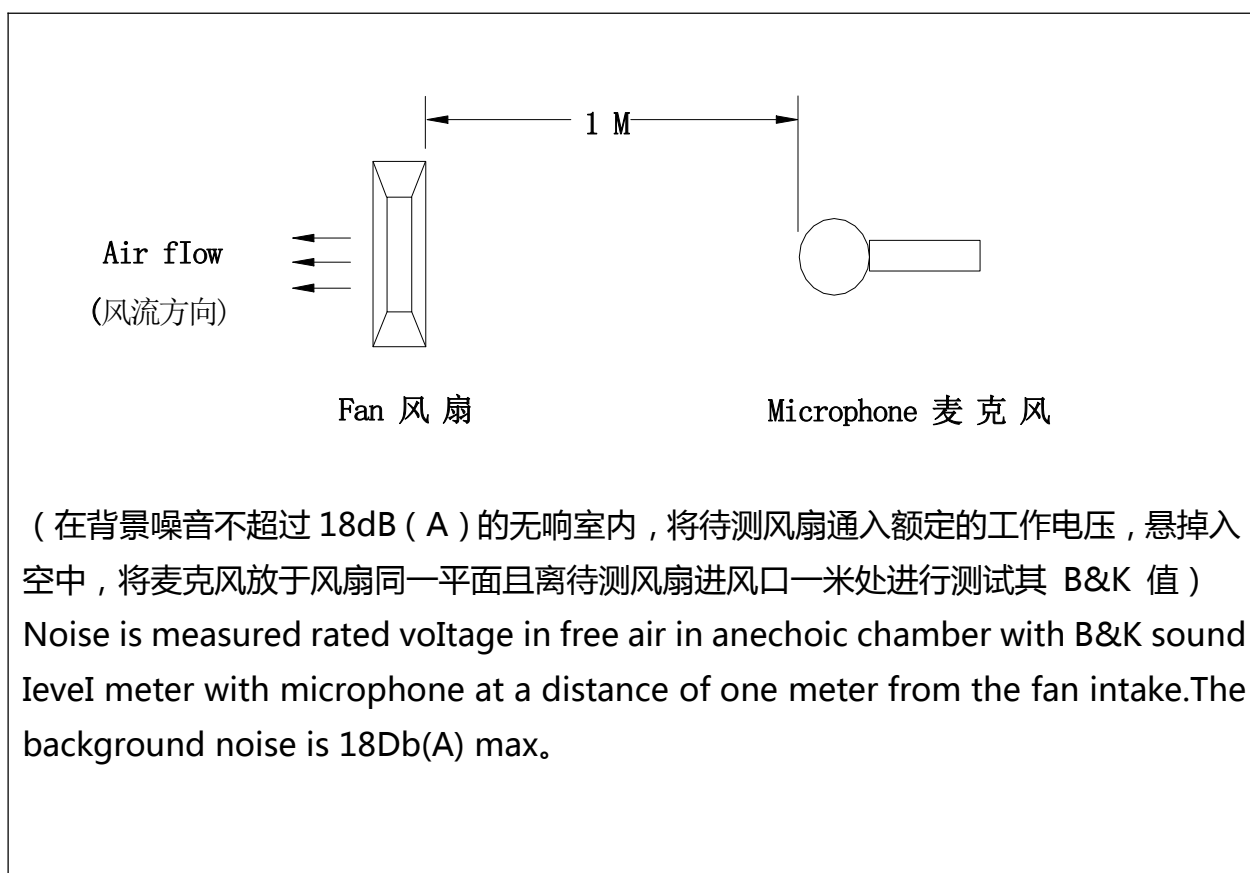 1 M
Air fIow
(风流方向)
Fan 风 扇
Microphone 麦 克 风
（在背景噪音不超过 18dB（A）的无响室内，将待测风扇通入额定的工作电压，悬掉入
空中，将麦克风放于风扇同一平面且离待测风扇进风口一米处进行测试其 B&K 值）
Noise is measured rated voItage in free air in anechoic chamber with B&K sound
IeveI meter with microphone at a distance of one meter from the fan intake.The
background noise is 18Db(A) max。